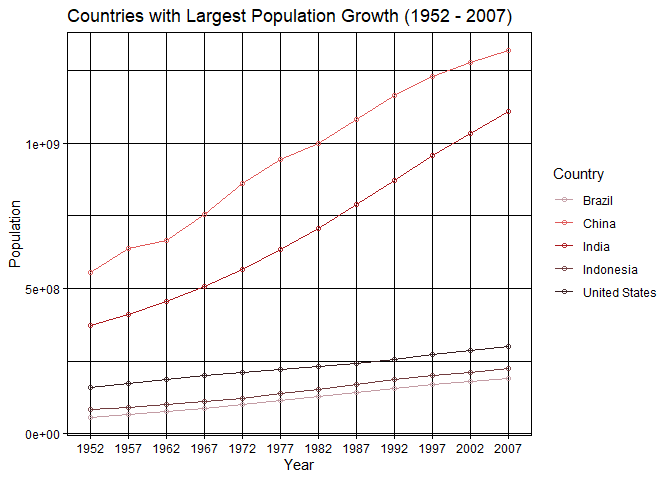 Countries with Largest Population Growth (1952 - 2007)
Population
1e+09
5e+08
0e+00
1952 1957 1962 1967 1972 1977 1982 1987 1992 1997 2002 2007
Year
Country
Brazil
China
India
Indonesia
United States